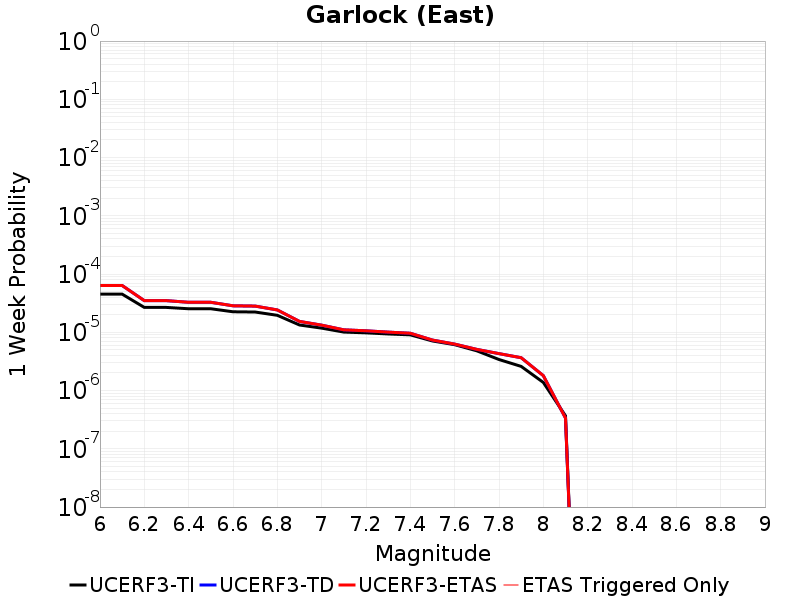 Garlock (East)
10^0
10^-1
10^-2
10^-3
10^-4
10^-5
10^-6
10^-7
10^-8
1 Week Probability
6 6.2 6.4 6.6 6.8 7 7.2 7.4 7.6 7.8 8 8.2 8.4 8.6 8.8 9
Magnitude
UCERF3-TI UCERF3-TD UCERF3-ETAS ETAS Triggered Only